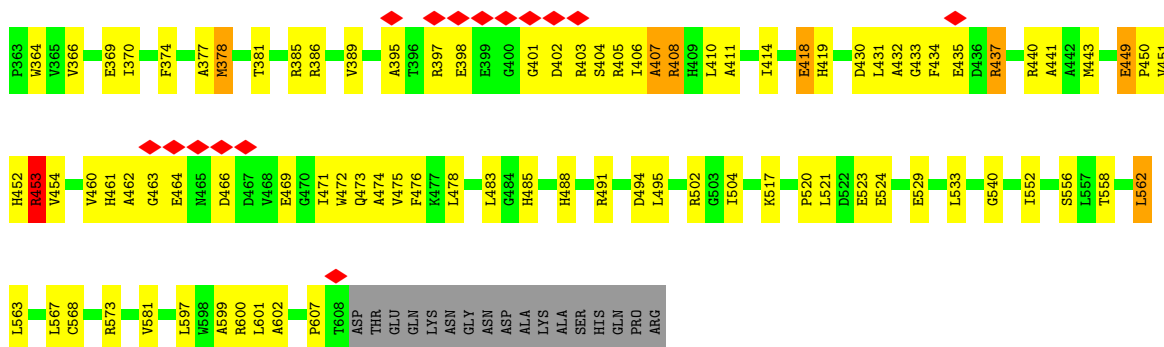 P363 W364 V365 V366 E369 I370 F374 A377 M378 T381 R385 R386 V389 A395 T396 R397 E398 E399 G400 G401 D402 R403 S404 R405 I406 A407 R408 H409 L410 A411 I414 E418 H419 D430 L431 A432 G433 F434 E435 D436 R437 R440 A441 A442 M443 E449 P450 V451
H452 R453 V454 V460 H461 A462 G463 E464 N465 D466 D467 V468 E469 G470 I471 W472 Q473 A474 V475 F476 K477 L478 L483 G484 H485 H488 R491 D494 L495 R502 G503 I504 K517 P520 L521 D522 E523 E524 E529 L533 G540 I552 S556 L557 T558 L562
L563 L567 C568 R573 V581 L597 W598 A599 R600 L601 A602 P607 T608 ASP THR GLU GLN LYS ASN GLY ASN ASP ALA LYS ALA SER HIS GLN PRO ARG